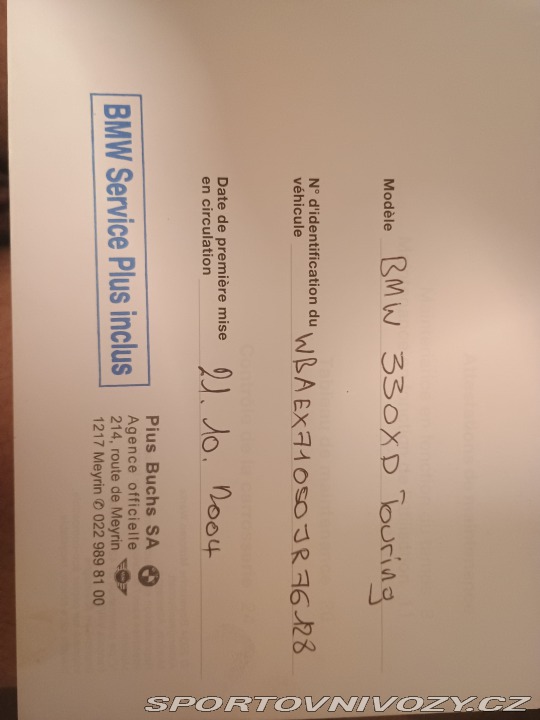 Modèle BMW 330XD Touring
N° d'identification du
véhicule WBAEX71050JR76128
Date de première mise
en circulation 21. 10. 2004
BMW Service Plus inclus
Pius Buchs SA
Agence officielle
214, route de Meyrin
1217 Meyrin ✆ 022 989 81 00
SPORTOVNIVOZY.CZ